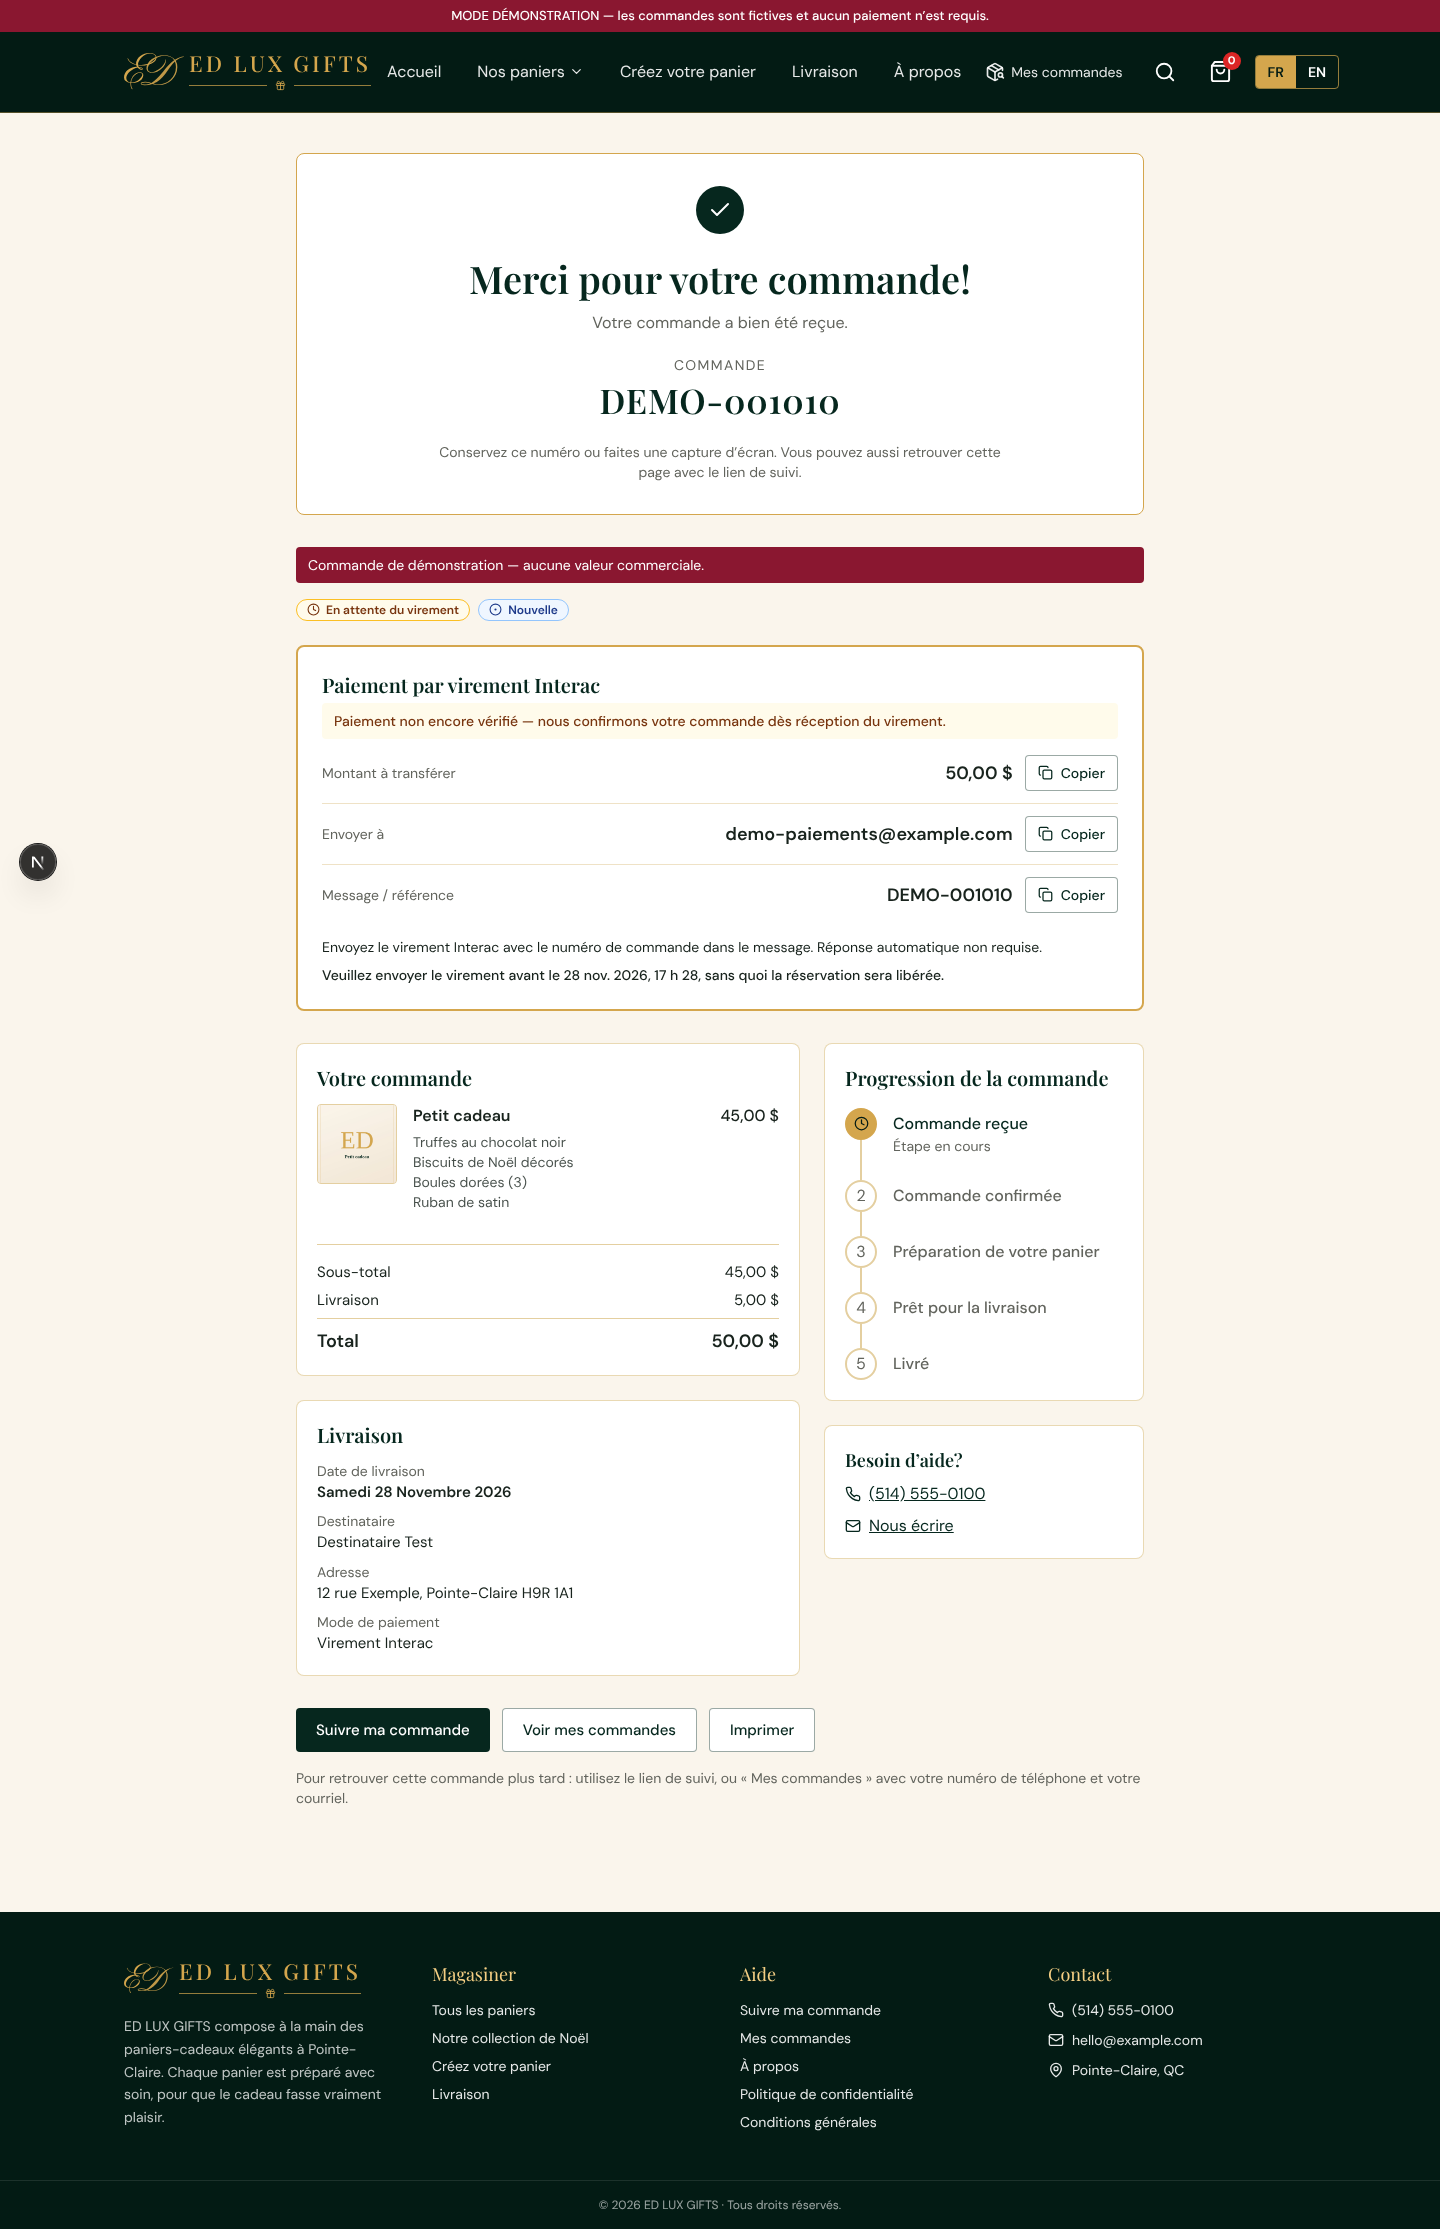 MODE DÉMONSTRATION — les commandes sont fictives et aucun paiement n’est requis.
ED LUX GIFTS
Accueil
Nos paniers
Créez votre panier
Livraison
À propos
Mes commandes
0
FR
EN
Merci pour votre commande!
Votre commande a bien été reçue.
COMMANDE
DEMO-001010
Conservez ce numéro ou faites une capture d’écran. Vous pouvez aussi retrouver cette
page avec le lien de suivi.
Commande de démonstration — aucune valeur commerciale.
En attente du virement
Nouvelle
Paiement par virement Interac
Paiement non encore vérifié — nous confirmons votre commande dès réception du virement.
Montant à transférer
50,00 $
Copier
Envoyer à
demo-paiements@example.com
Copier
Message / référence
DEMO-001010
Copier
Envoyez le virement Interac avec le numéro de commande dans le message. Réponse automatique non requise.
Veuillez envoyer le virement avant le 28 nov. 2026, 17 h 28, sans quoi la réservation sera libérée.
Votre commande
ED
Petit cadeau
Petit cadeau
45,00 $
Truffes au chocolat noir
Biscuits de Noël décorés
Boules dorées (3)
Ruban de satin
Sous-total
45,00 $
Livraison
5,00 $
Total
50,00 $
Progression de la commande
Commande reçue
Étape en cours
2
Commande confirmée
3
Préparation de votre panier
4
Prêt pour la livraison
5
Livré
Livraison
Date de livraison
Samedi 28 Novembre 2026
Destinataire
Destinataire Test
Adresse
12 rue Exemple, Pointe-Claire H9R 1A1
Mode de paiement
Virement Interac
Besoin d’aide?
(514) 555-0100
Nous écrire
Suivre ma commande
Voir mes commandes
Imprimer
Pour retrouver cette commande plus tard : utilisez le lien de suivi, ou « Mes commandes » avec votre numéro de téléphone et votre
courriel.
N
ED LUX GIFTS
ED LUX GIFTS compose à la main des
paniers-cadeaux élégants à Pointe-
Claire. Chaque panier est préparé avec
soin, pour que le cadeau fasse vraiment
plaisir.
Magasiner
Tous les paniers
Notre collection de Noël
Créez votre panier
Livraison
Aide
Suivre ma commande
Mes commandes
À propos
Politique de confidentialité
Conditions générales
Contact
(514) 555-0100
hello@example.com
Pointe-Claire, QC
© 2026 ED LUX GIFTS · Tous droits réservés.